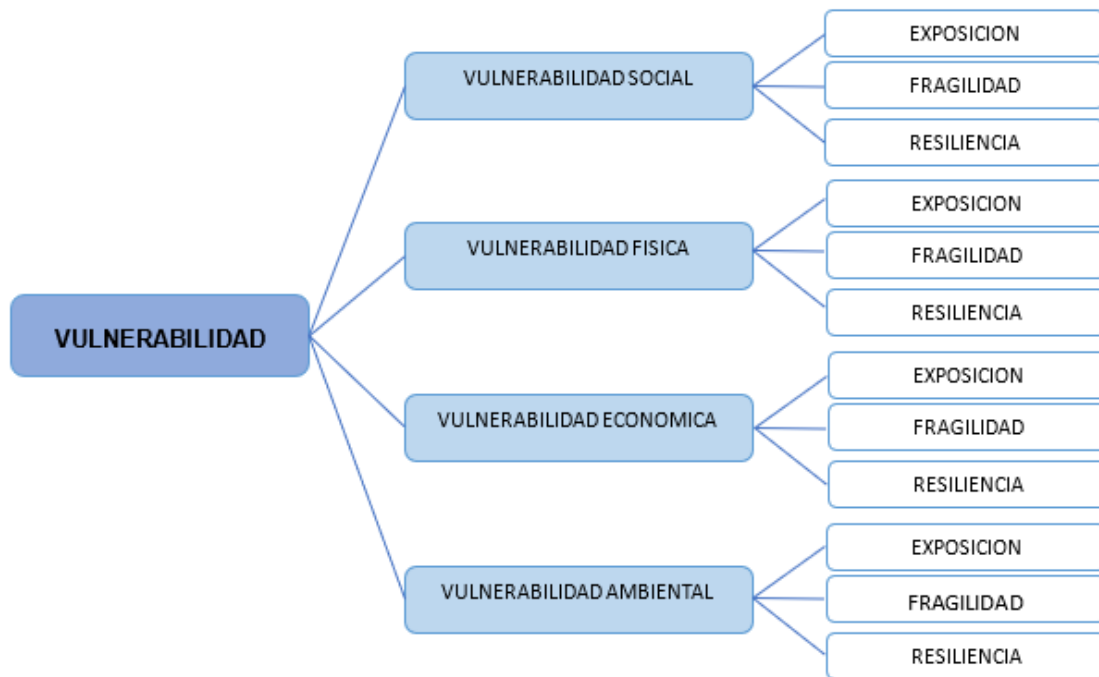 VULNERABILIDAD
VULNERABILIDAD SOCIAL
EXPOSICION
FRAGILIDAD
RESILIENCIA
VULNERABILIDAD FISICA
EXPOSICION
FRAGILIDAD
RESILIENCIA
VULNERABILIDAD ECONOMICA
EXPOSICION
FRAGILIDAD
RESILIENCIA
VULNERABILIDAD AMBIENTAL
EXPOSICION
FRAGILIDAD
RESILIENCIA